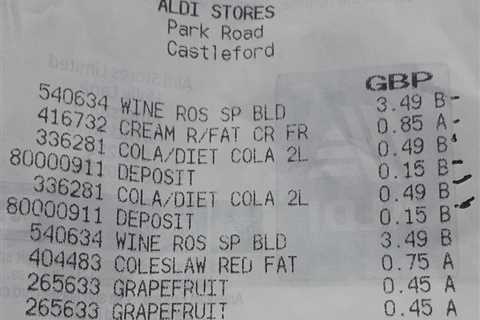 ALDI STORES
Park Road
Castleford
GBP
540634 WINE ROS SP BLD 3.49 B
416732 CREAM R/FAT CR FR 0.85 A
336281 COLA/DIET COLA 2L 0.49 B
80000911 DEPOSIT 0.15 B
336281 COLA/DIET COLA 2L 0.49 B
80000911 DEPOSIT 0.15 B
540634 WINE ROS SP BLD 3.49 B
404483 COLESLAW RED FAT 0.75 A
265633 GRAPEFRUIT 0.45 A
265633 GRAPEFRUIT 0.45 A